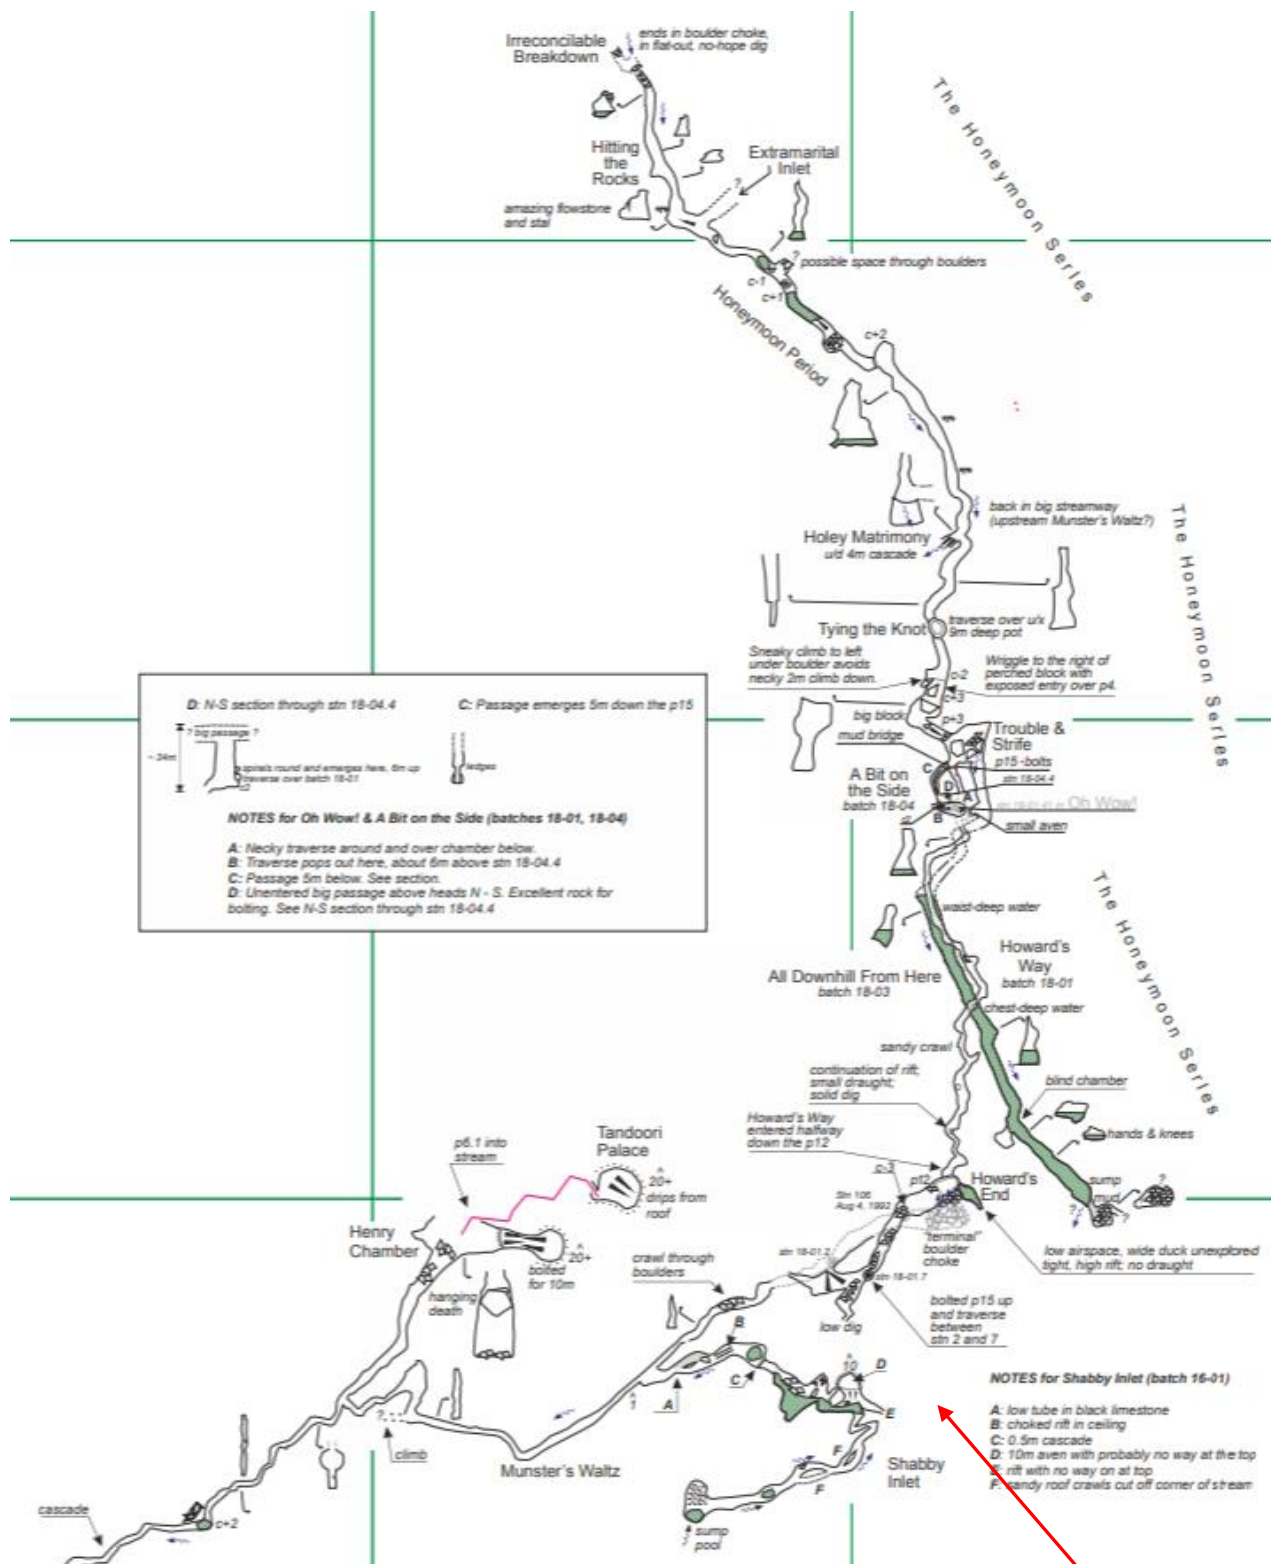 Irreconcilable
Breakdown
ends in boulder choke,
in flat-out, no-hope dig
The Honeymoon Series
Hitting
the
Rocks
Extramarital
Inlet
?
amazing flowstone
and stal
? possible space through boulders
c-1
c+1
Honeymoon Period
c+2
back in big streamway
(upstream Munster's Waltz?)
Holey Matrimony
u/d 4m cascade
The Honeymoon Series
Tying the Knot
traverse over u/x
9m deep pot
Sneaky climb to left
under boulder avoids
necky 2m climb down.
c-2
c+3
Wriggle to the right of
perched block with
exposed entry over p4.
big block
p+3
mud bridge
Trouble &
Strife
p15 -bolts
stn 18-04.4
C
D
A
B
A Bit on
the Side
batch 18-04
Oh Wow!
small aven
D: N-S section through stn 18-04.4
C: Passage emerges 5m down the p15
? big passage ?
~ 24m
spirals round and emerges here, 6m up
traverse over batch 18-01
ledges
NOTES for Oh Wow! & A Bit on the Side (batches 18-01, 18-04)
A: Necky traverse around and over chamber below.
B: Traverse pops out here, about 6m above stn 18-04.4
C: Passage 5m below. See section.
D: Unentered big passage above heads N - S. Excellent rock for
bolting. See N-S section through stn 18-04.4
waist-deep water
The Honeymoon Series
Howard's
Way
batch 18-01
All Downhill From Here
batch 18-03
chest-deep water
sandy crawl
continuation of rift;
small draught;
solid dig
blind chamber
Howard's Way
entered halfway
down the p12
hands & knees
c-3
p12
Howard's
End
sump
mud
?
?
?
Stn 106
Aug 4, 1992
"terminal"
boulder
choke
low airspace, wide duck unexplored
tight, high rift; no draught
p6.1 into
stream
Tandoori
Palace
20+
drips from
roof
Henry
Chamber
20+
bolted
for 10m
hanging
death
crawl through
boulders
stn 18-01.2
stn 18-01.7
low dig
bolted p15 up
and traverse
between
stn 2 and 7
B
C
A
1
10
D
E
F
F
?
climb
Munster's Waltz
Shabby
Inlet
sump
pool
cascade
c+2
NOTES for Shabby Inlet (batch 16-01)
A: low tube in black limestone
B: choked rift in ceiling
C: 0.5m cascade
D: 10m aven with probably no way at the top
E: rift with no way on at top
F: sandy roof crawls cut off corner of stream